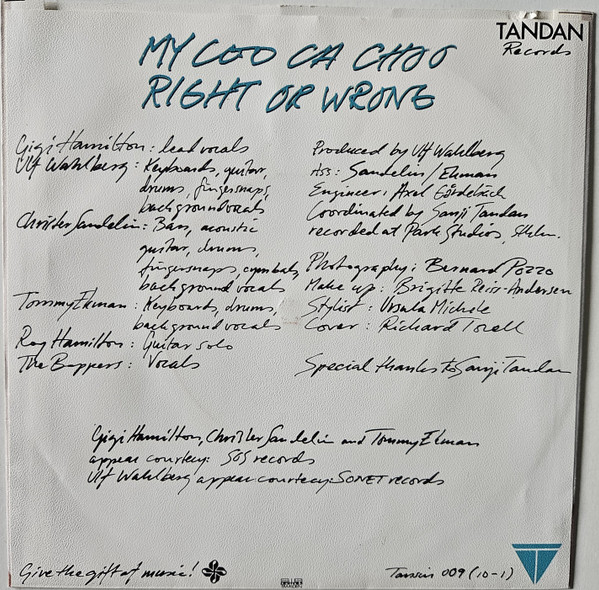 MY COO CA CHOO
RIGHT OR WRONG
TANDAN
Records
Gigi Hamilton: lead vocals
Ulf Wahlberg: Keyboards, guitar,
drums, fingersnaps,
background vocals
Christer Sandelin: Bass, acoustic
guitar, drums,
fingersnaps, cymbals,
background vocals
Tommy Ekman: Keyboards, drums,
background vocals
Ray Hamilton: Guitar solo
The Boppers: Vocals
Produced by Ulf Wahlberg
Ass: Sandelin/Ekman
Engineer: Axel
Coordinated by Sanji Tandan
recorded at Park Studios, Sthlm.
Photography: Bernard Pozzo
Make up: Brigitte Reiss-Andersen
Stylist: Ursula Michele
Cover: Richard Torell
Special thanks to Sanji Tandan
Gigi Hamilton, Christer Sandelin and Tommy Ekman
appear courtecy: SOS records
Ulf Wahlberg appear courtecy: SONET records
Give the gift of music!
Tansin 009 (10-1)